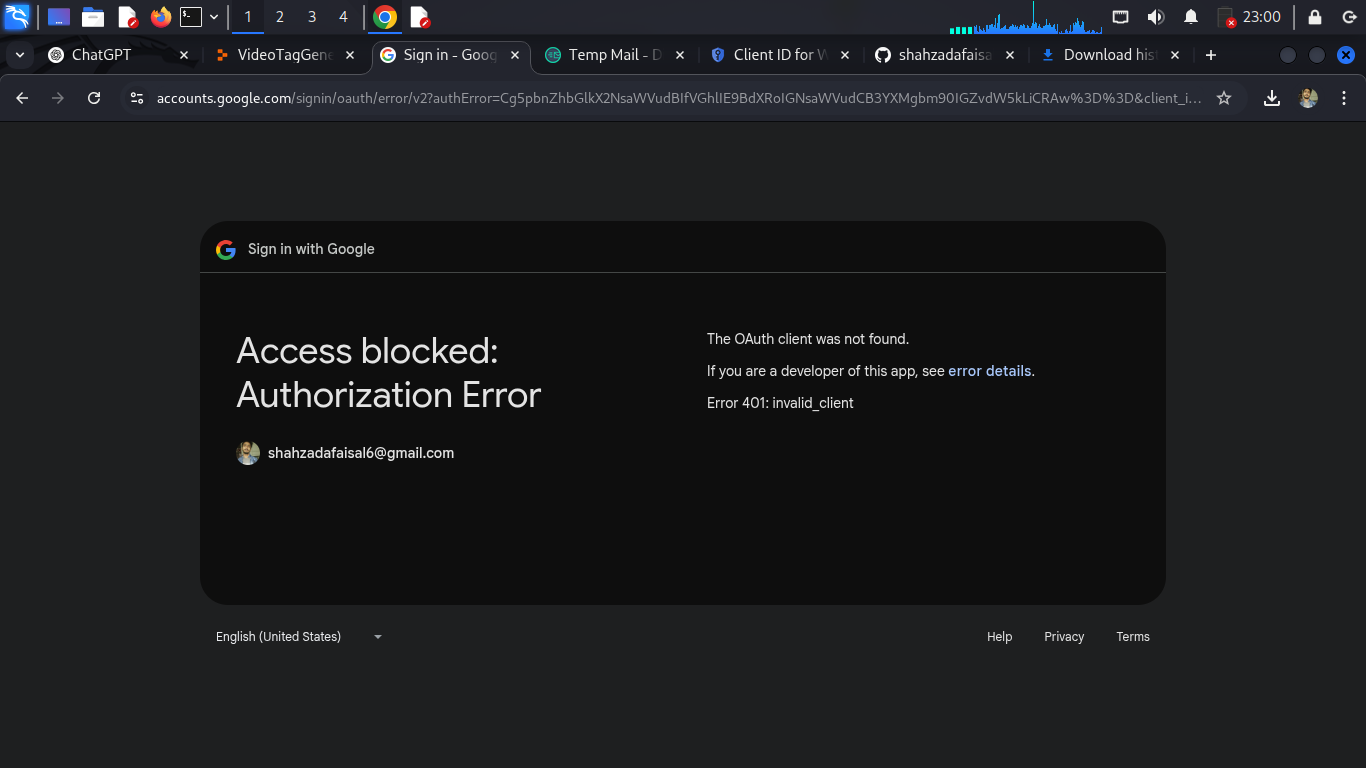 1 2 3 4 23:00
ChatGPT VideoTagGene Sign in - Goog Temp Mail - D Client ID for W shahzadafaisa Download hist
accounts.google.com/signin/oauth/error/v2?authError=Cg5pbnZhbGlkX2NsaWVudBIfVGhlIE9BdXRoIGNsaWVudCB3YXMgbm90IGZvdW5kLiCRAw%3D%3D&client_i...
Sign in with Google
Access blocked:
Authorization Error
shahzadafaisal6@gmail.com
The OAuth client was not found.
If you are a developer of this app, see error details.
Error 401: invalid_client
English (United States) Help Privacy Terms